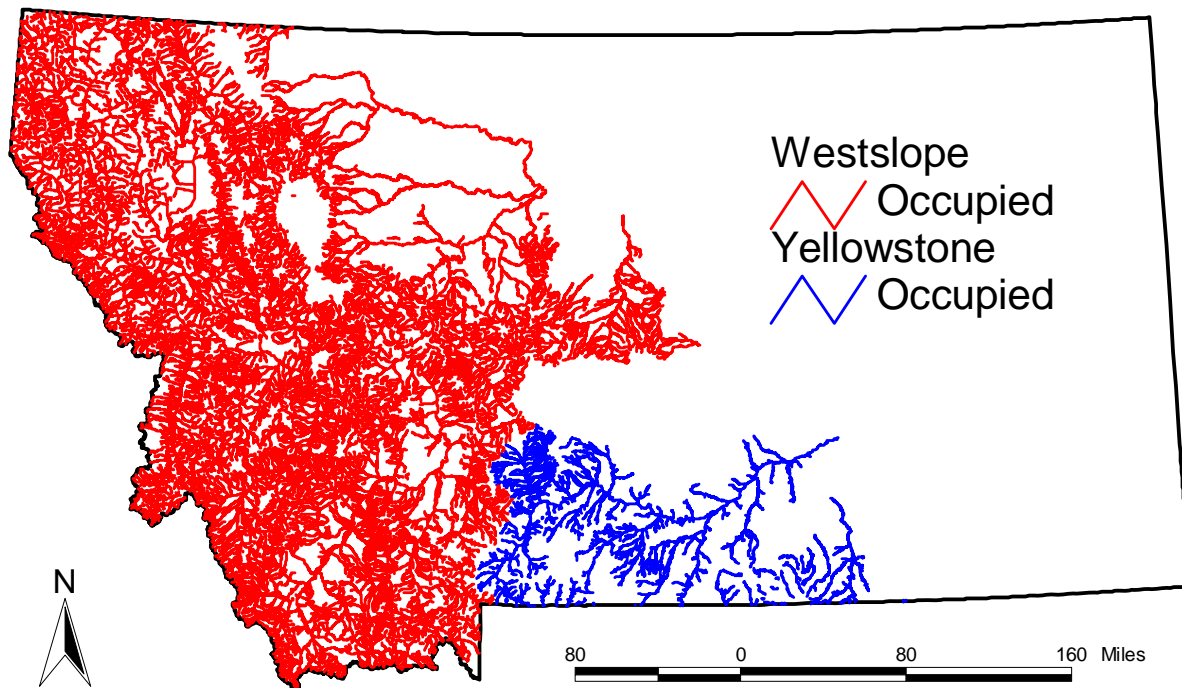 Westslope
Occupied
Yellowstone
Occupied
N
80 0 80 160 Miles